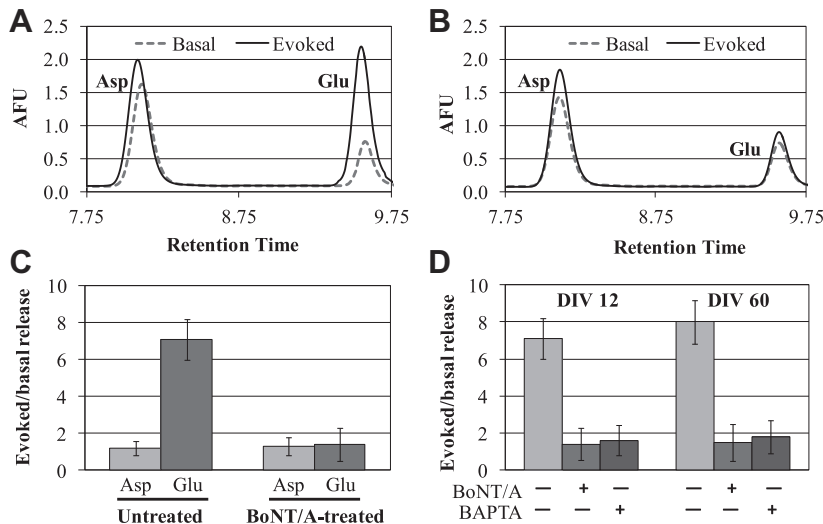 A
Basal Evoked
Asp
Glu
AFU
2.5
2.0
1.5
1.0
0.5
0.0
7.75 8.75 9.75
Retention Time
B
Basal Evoked
Asp
Glu
AFU
2.5
2.0
1.5
1.0
0.5
0.0
7.75 8.75 9.75
Retention Time
C
Evoked/basal release
10
8
6
4
2
0
Asp Glu Asp Glu
Untreated BoNT/A-treated
D
Evoked/basal release
10
8
6
4
2
0
DIV 12 DIV 60
BoNT/A – + – – + –
BAPTA – – + – – +